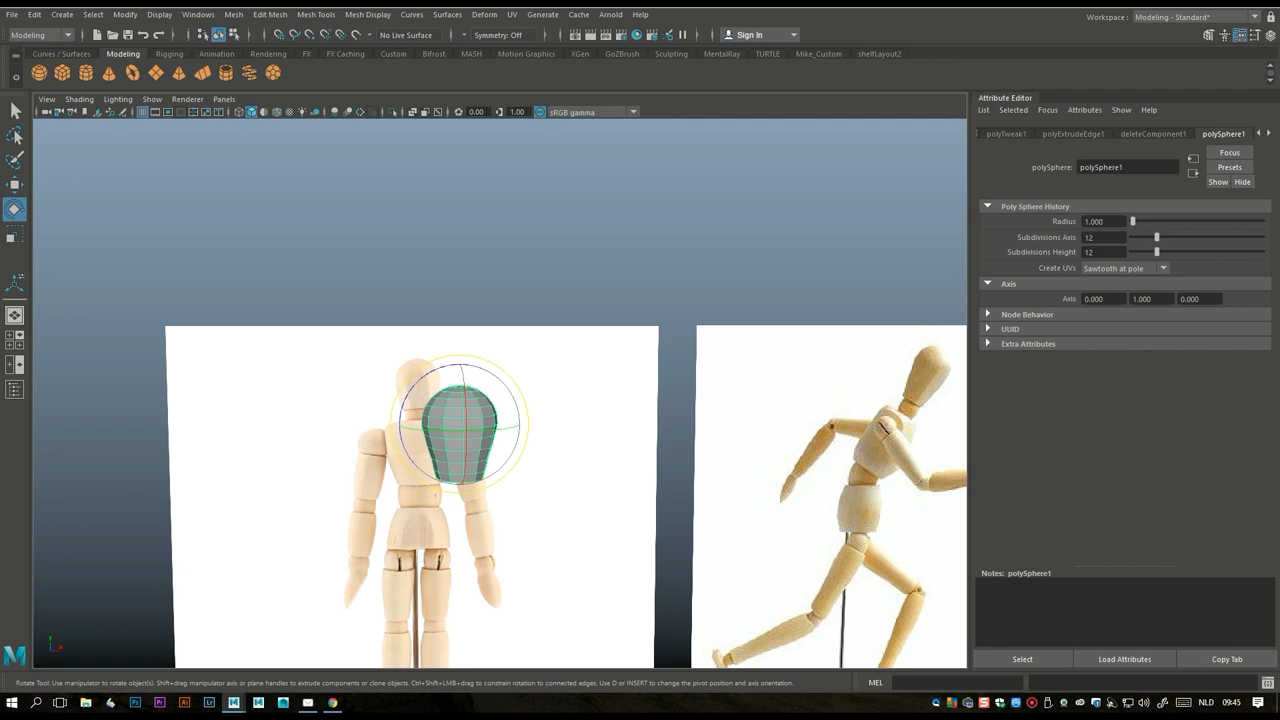 File Edit Create Select Modify Display Windows Mesh Edit Mesh Mesh Tools Mesh Display Curves Surfaces Deform UV Generate Cache Arnold Help
Workspace : Modeling - Standard*
Modeling
No Live Surface
Symmetry: Off
Sign In
Curves / Surfaces Modeling Rigging Animation Rendering FX FX Caching Custom Bifrost MASH Motion Graphics XGen GoZBrush Sculpting MentalRay TURTLE Mike_Custom shelfLayout2
View Shading Lighting Show Renderer Panels
0.00 1.00 sRGB gamma
Attribute Editor
List Selected Focus Attributes Show Help
polyTweak1 polyExtrudeEdge1 deleteComponent1 polySphere1
Focus
polySphere: polySphere1
Presets
Show Hide
Poly Sphere History
Radius 1.000
Subdivisions Axis 12
Subdivisions Height 12
Create UVs Sawtooth at pole
Axis
Axis 0.000 1.000 0.000
Node Behavior
UUID
Extra Attributes
Notes: polySphere1
Select Load Attributes Copy Tab
Rotate Tool: Use manipulator to rotate object(s). Shift+drag manipulator axis or plane handles to extrude components or clone objects. Ctrl+Shift+LMB+drag to constrain rotation to connected edges. Use D or INSERT to change the pivot position and axis orientation.
MEL
NLD 09:45